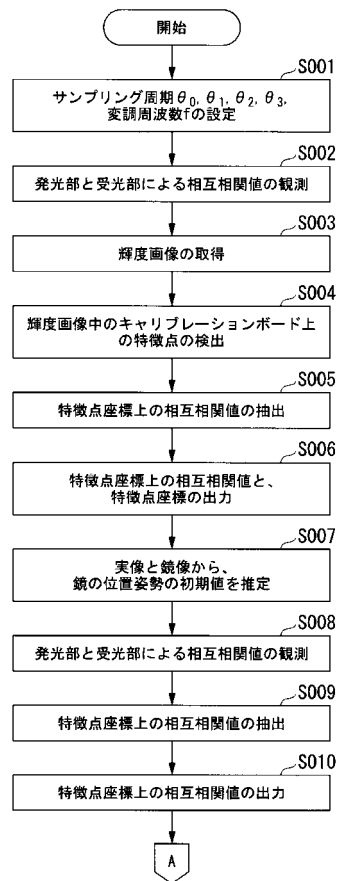 開始
S001
サンプリング周期θ0, θ1, θ2, θ3,
変調周波数fの設定
S002
発光部と受光部による相互相関値の観測
S003
輝度画像の取得
S004
輝度画像中のキャリブレーションボード上
の特徴点の検出
S005
特徴点座標上の相互相関値の抽出
S006
特徴点座標上の相互相関値と、
特徴点座標の出力
S007
実像と鏡像から、
鏡の位置姿勢の初期値を推定
S008
発光部と受光部による相互相関値の観測
S009
特徴点座標上の相互相関値の抽出
S010
特徴点座標上の相互相関値の出力
A